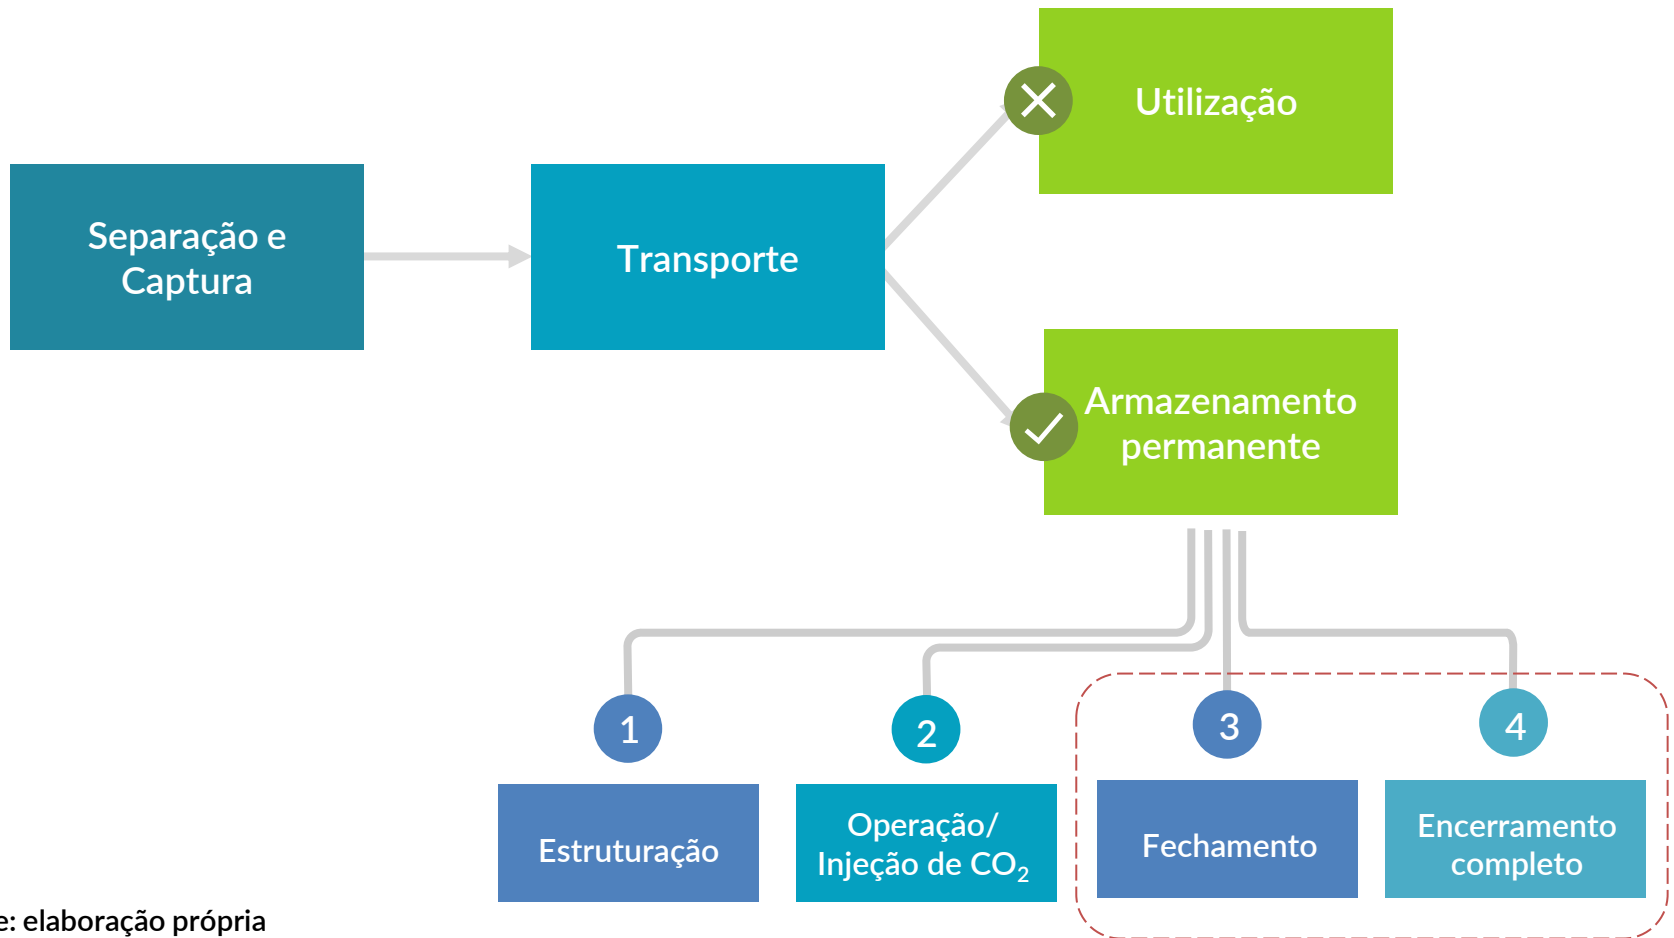 Utilização
Separação e
Captura
Transporte
Armazenamento
permanente
1
2
3
4
Estruturação
Operação/
Injeção de CO₂
Fechamento
Encerramento
completo
e: elaboração própria